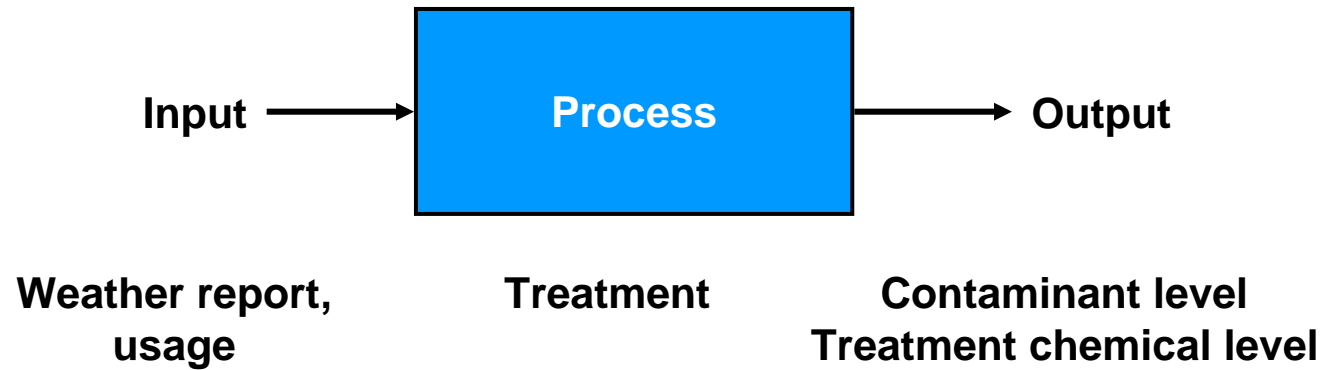 Input
Process
Output
Weather report,
usage
Treatment
Contaminant level
Treatment chemical level